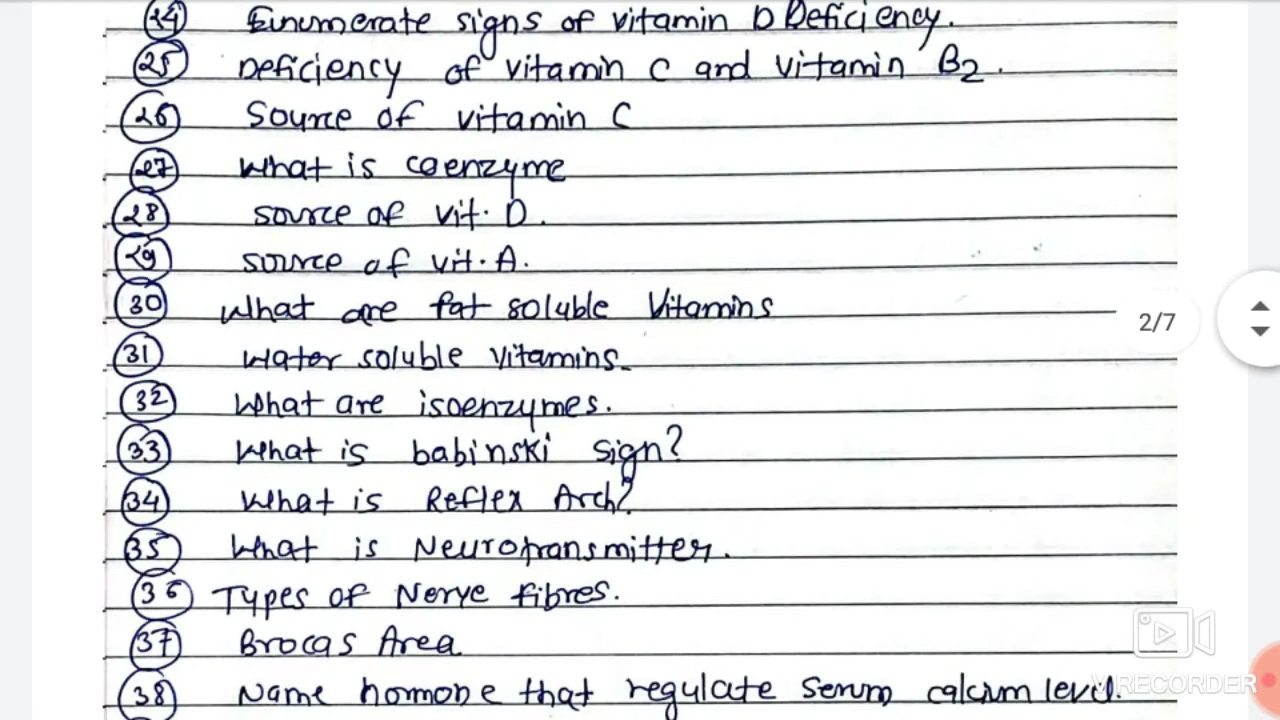 24 Enumerate signs of vitamin D Deficiency.
25 Deficiency of vitamin C and vitamin B2.
26 Source of vitamin C
27 What is coenzyme
28 source of vit. D.
29 source of vit. A.
30 What are fat soluble Vitamins
2/7
31 Water soluble vitamins.
32 What are isoenzymes.
33 What is babinski sign?
34 What is Reflex Arch?
35 What is Neurotransmitter.
36 Types of Nerve fibres.
37 Brocas Area
38 Name hormone that regulate serum calcium level.
VIRECORDER